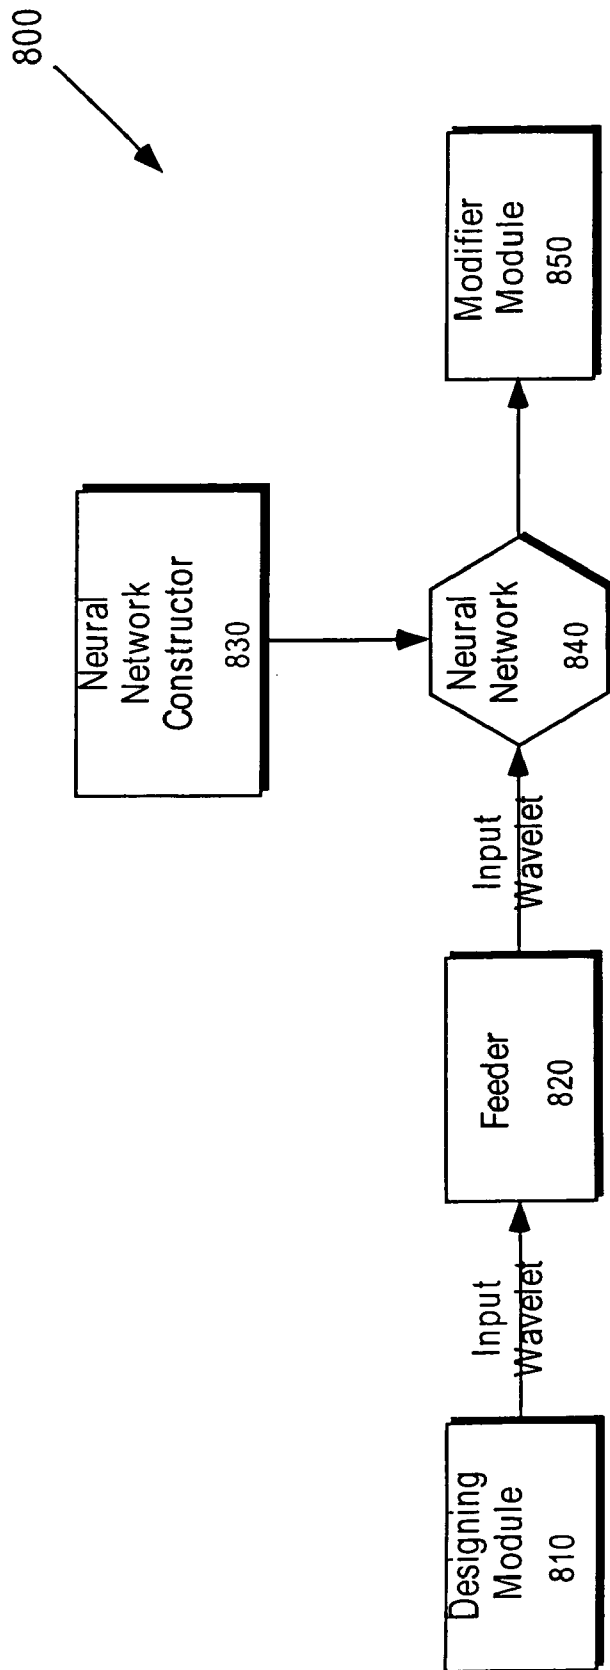 800
Neural
Network
Constructor
830
Designing
Module
810
Input
Wavelet
Feeder
820
Input
Wavelet
Neural
Network
840
Modifier
Module
850